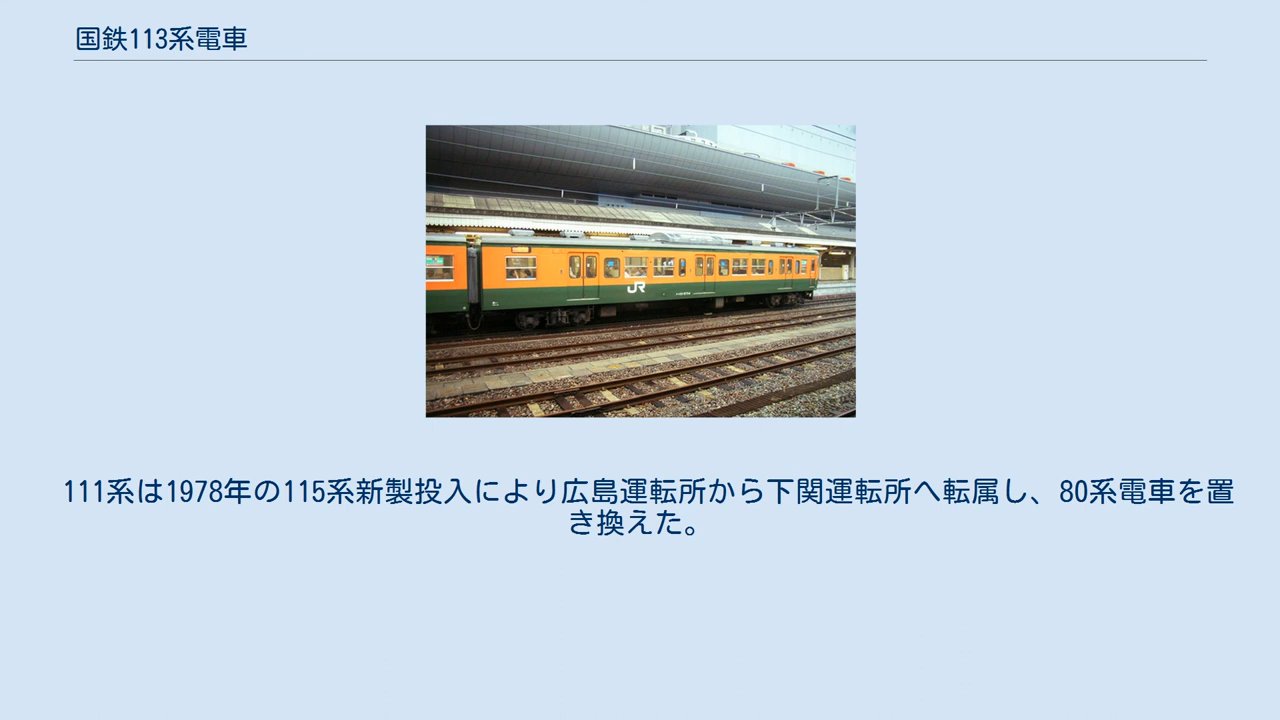 国鉄113系電車
JR
111系は1978年の115系新製投入により広島運転所から下関運転所へ転属し、80系電車を置
き換えた。